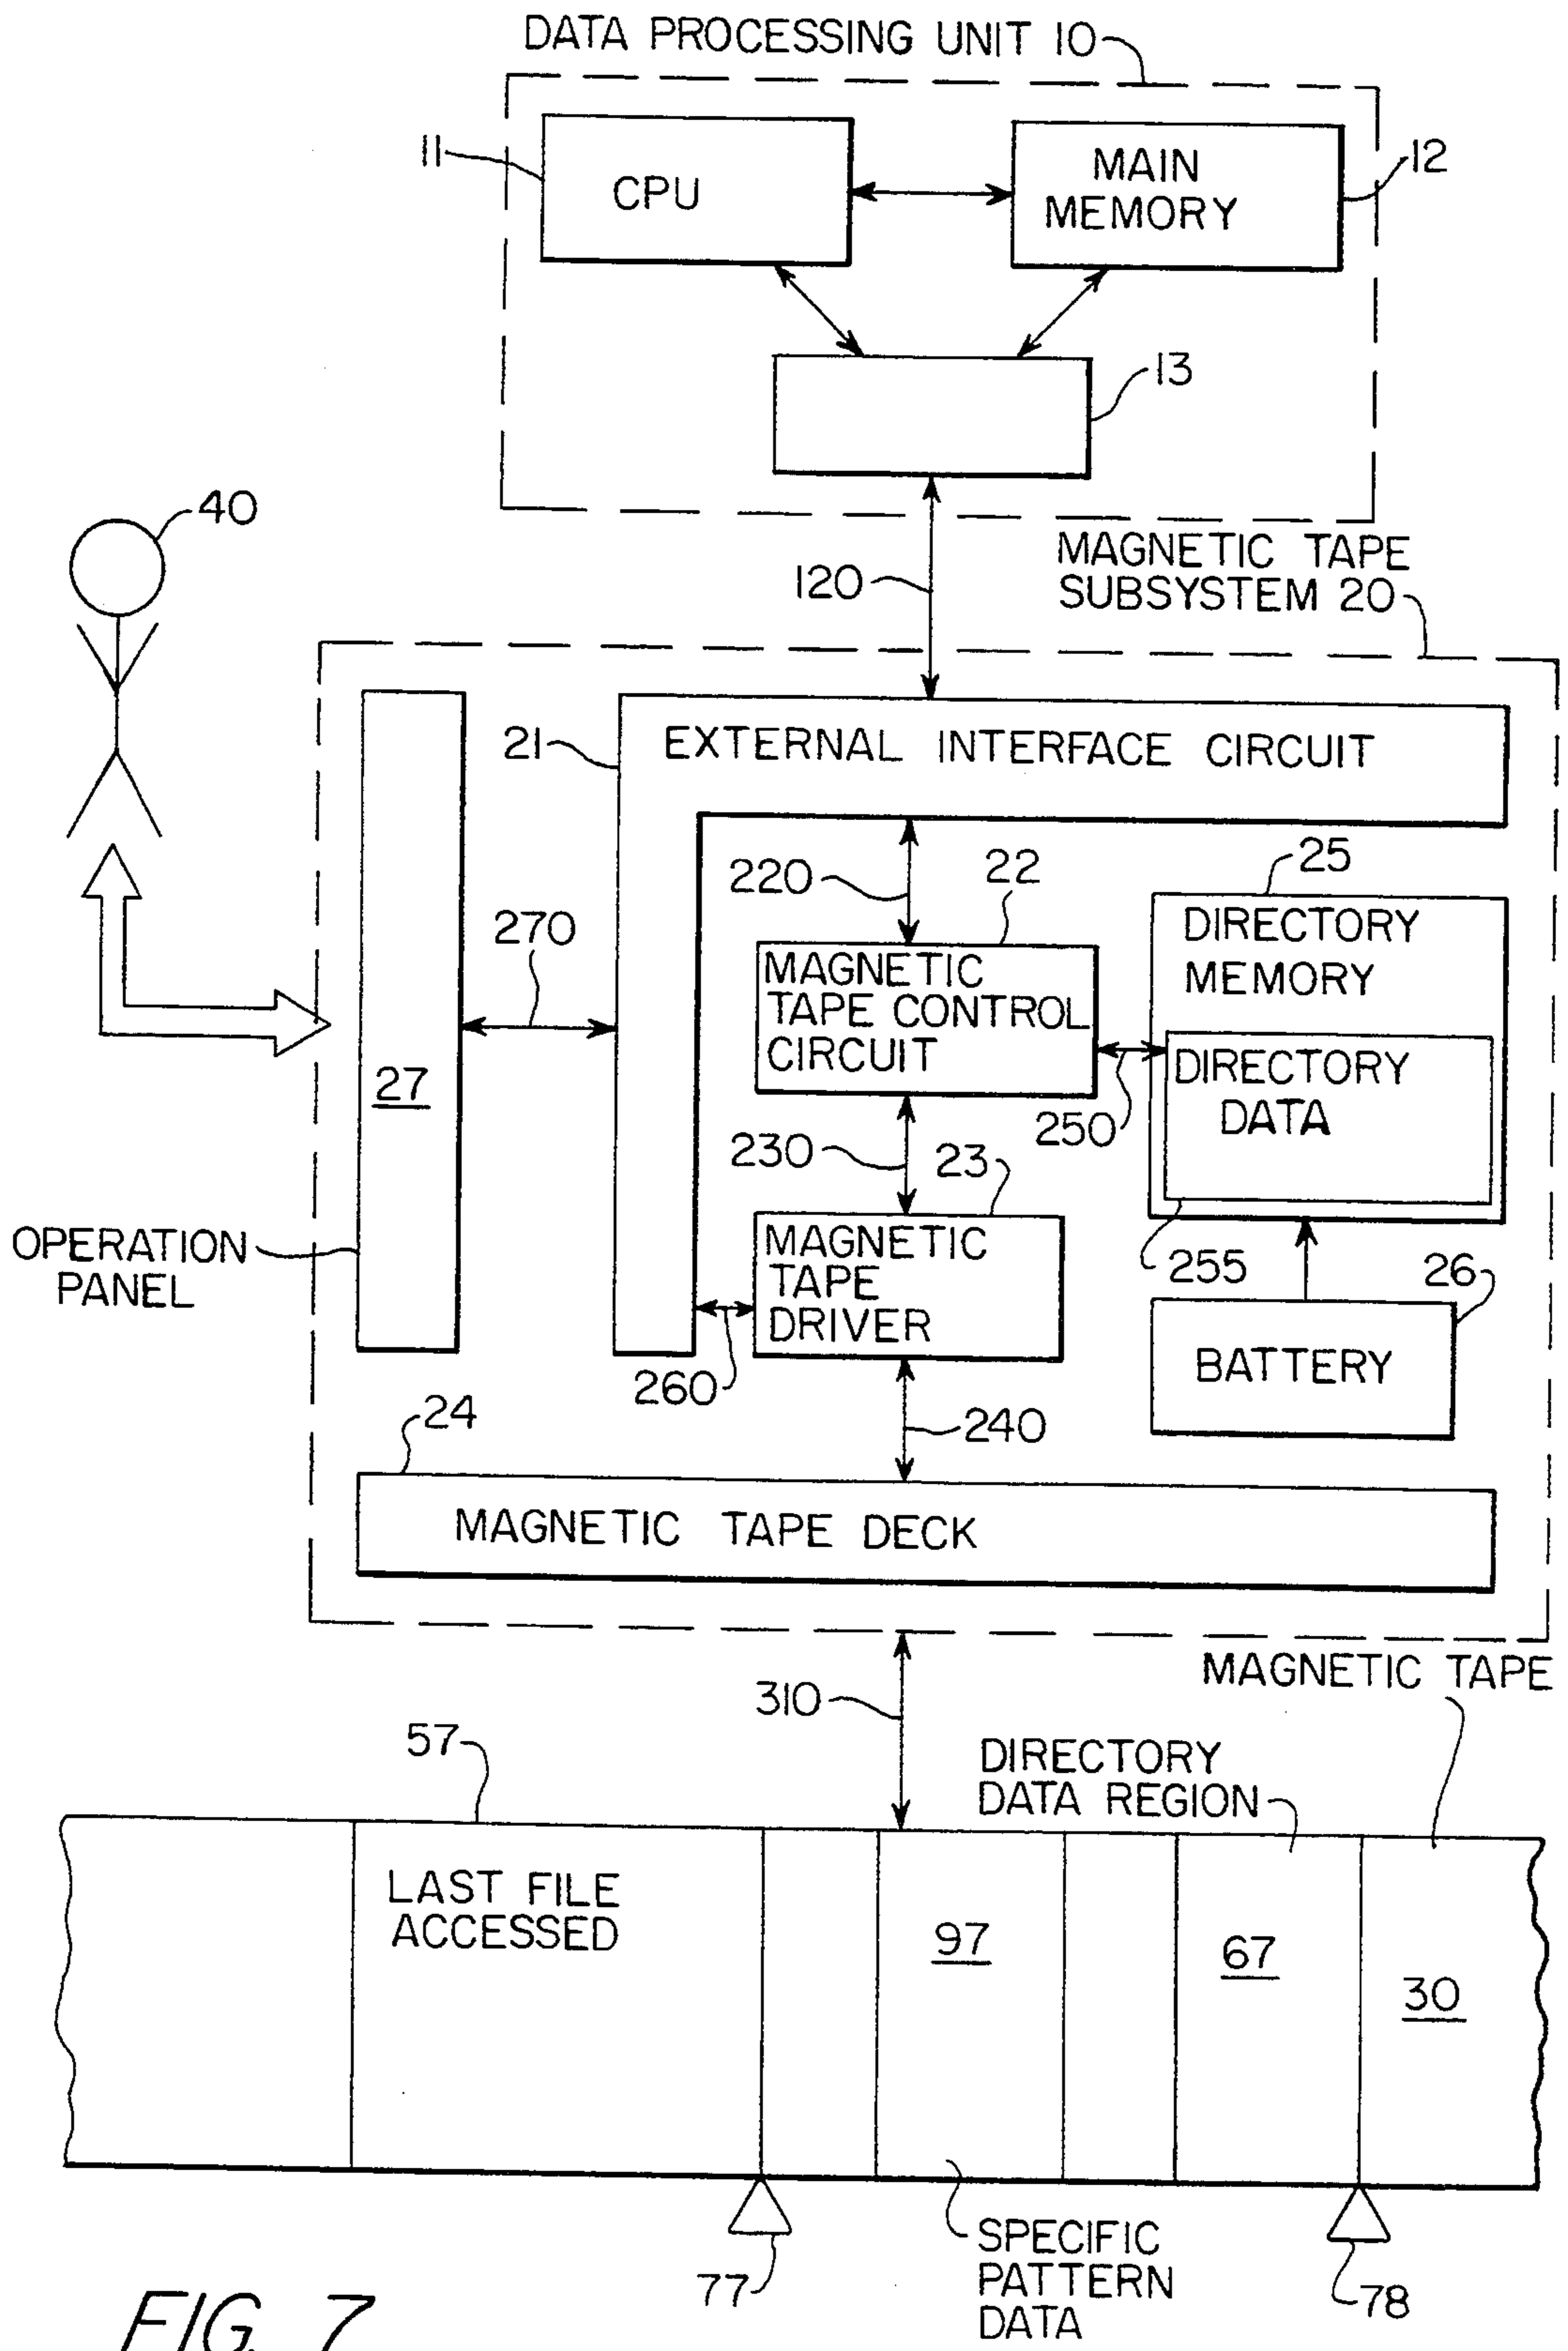 DATA PROCESSING UNIT 10
11
CPU
MAIN
MEMORY
12
13
40
120
MAGNETIC TAPE
SUBSYSTEM 20
21
EXTERNAL INTERFACE CIRCUIT
27
270
220
22
25
MAGNETIC
TAPE CONTROL
CIRCUIT
DIRECTORY
MEMORY
DIRECTORY
DATA
250
230
23
OPERATION
PANEL
MAGNETIC
TAPE
DRIVER
255
26
BATTERY
260
24
240
MAGNETIC TAPE DECK
310
MAGNETIC TAPE
57
DIRECTORY
DATA REGION
LAST FILE
ACCESSED
97
67
30
77
SPECIFIC
PATTERN
DATA
78
FIG. 7